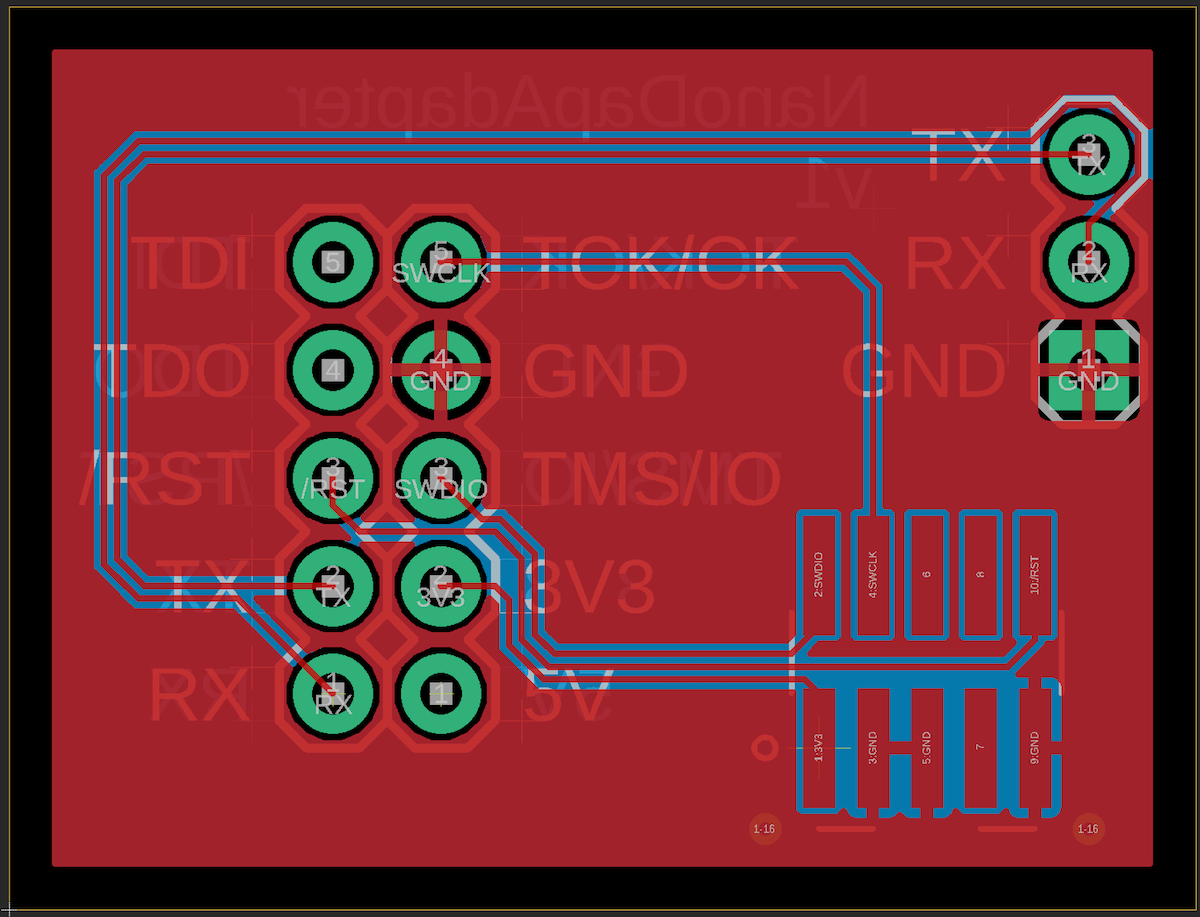 NanoDapAdapter
v1
TX
3
TX
RX
2
RX
GND
1
GND
TDI
5
5
SWCLK
TCK/CK
TDO
4
4
GND
GND
/RST
3
/RST
3
SWDIO
TMS/IO
TX
2
TX
2
3V3
3V3
RX
1
RX
1
5V
2:SWDIO
4:SWCLK
6
8
10:/RST
1:3V3
3:GND
5:GND
7
9:GND
1-16
1-16